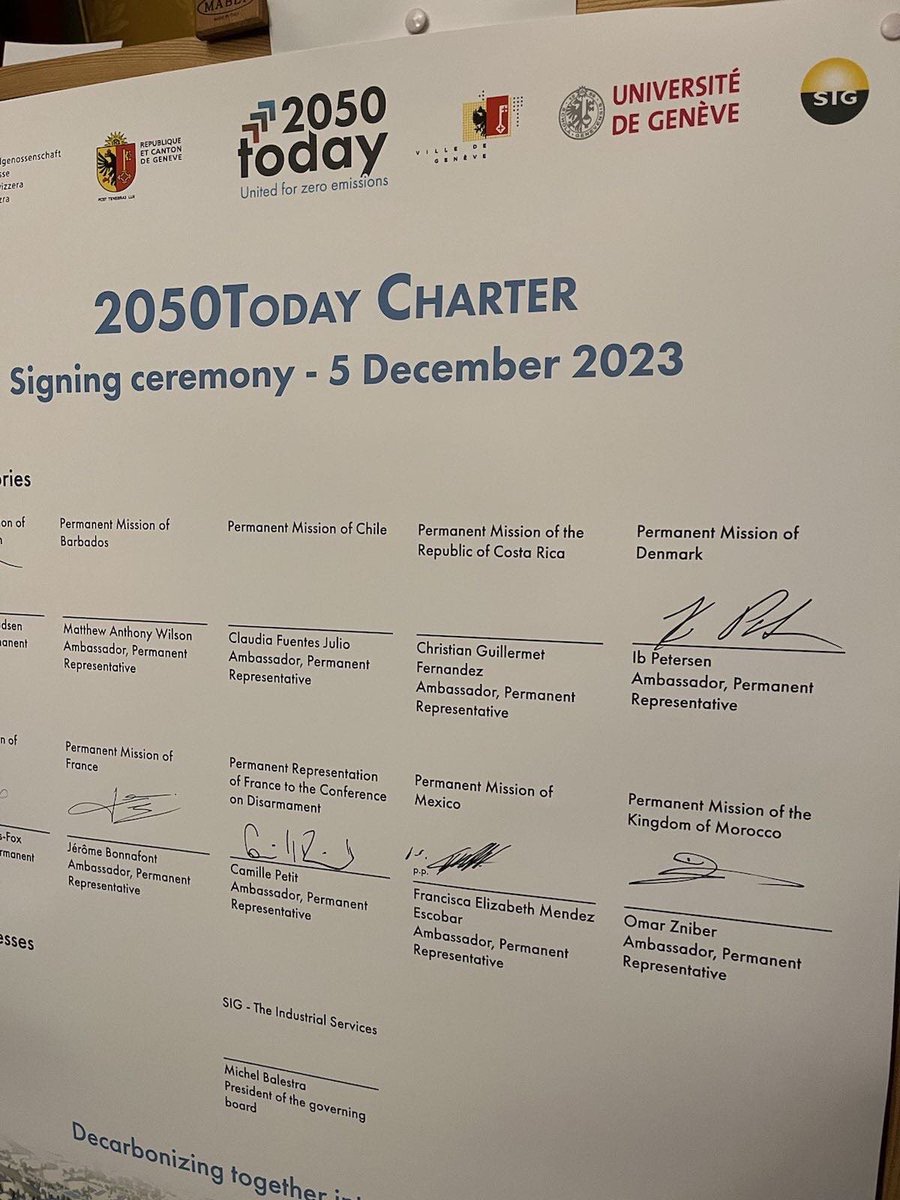 MABEF
lgenossenschaft
sse
vizzera
zra
REPUBLIQUE
ET CANTON
DE GENEVE
POST TENEBRAS LUX
2050
today
United for zero emissions
VILLE DE
GENÈVE
UNIVERSITÉ
DE GENÈVE
SIG
2050TODAY CHARTER
Signing ceremony - 5 December 2023
ories
on of
n
Permanent Mission of
Barbados
Permanent Mission of Chile
Permanent Mission of the
Republic of Costa Rica
Permanent Mission of
Denmark
dsen
anent
Matthew Anthony Wilson
Ambassador, Permanent
Representative
Claudia Fuentes Julio
Ambassador, Permanent
Representative
Christian Guillermet
Fernandez
Ambassador, Permanent
Representative
Ib Petersen
Ambassador, Permanent
Representative
n of
Permanent Mission of
France
Permanent Representation
of France to the Conference
on Disarmament
Permanent Mission of
Mexico
Permanent Mission of the
Kingdom of Morocco
p.p.
s-Fox
rmanent
Jérôme Bonnafont
Ambassador, Permanent
Representative
Camille Petit
Ambassador, Permanent
Representative
Francisca Elizabeth Mendez
Escobar
Ambassador, Permanent
Representative
Omar Zniber
Ambassador, Permanent
Representative
esses
SIG - The Industrial Services
Michel Balestra
President of the governing
board
Decarbonizing together